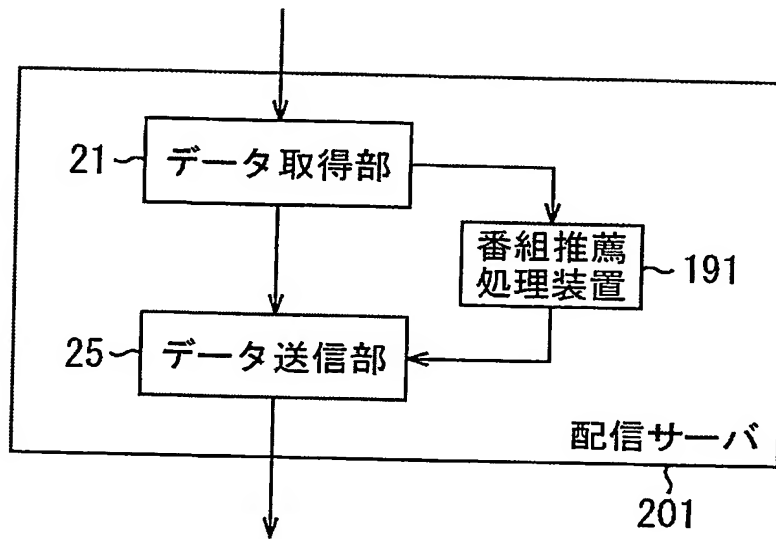 21
データ取得部
番組推薦
処理装置
191
25
データ送信部
配信サーバ
201